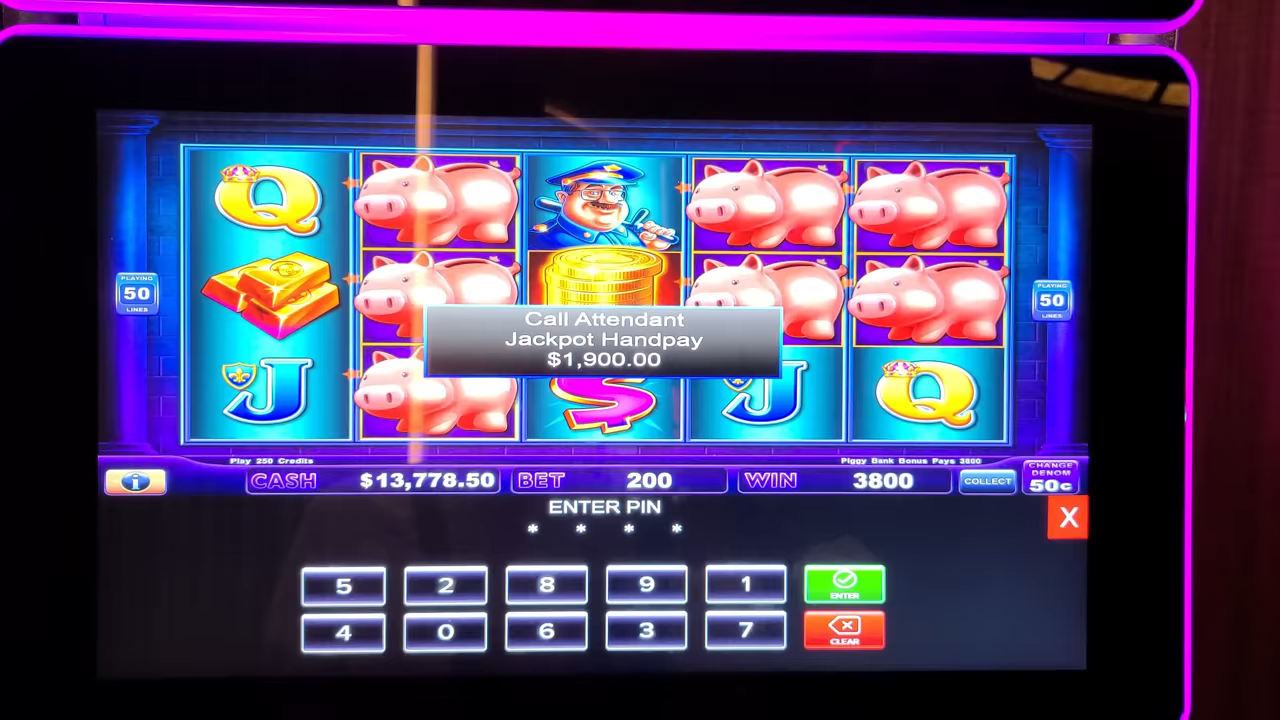 Q
J
J
Q
PLAYING
50
LINES
PLAYING
50
LINES
Call Attendant
Jackpot Handpay
$1,900.00
$
Play 250 Credits
Piggy Bank Bonus Pays 3800
i
CASH $13,778.50
BET 200
WIN 3800
COLLECT
CHANGE
DENOM
50¢
ENTER PIN
* * * *
X
5 2 8 9 1
ENTER
4 0 6 3 7
CLEAR